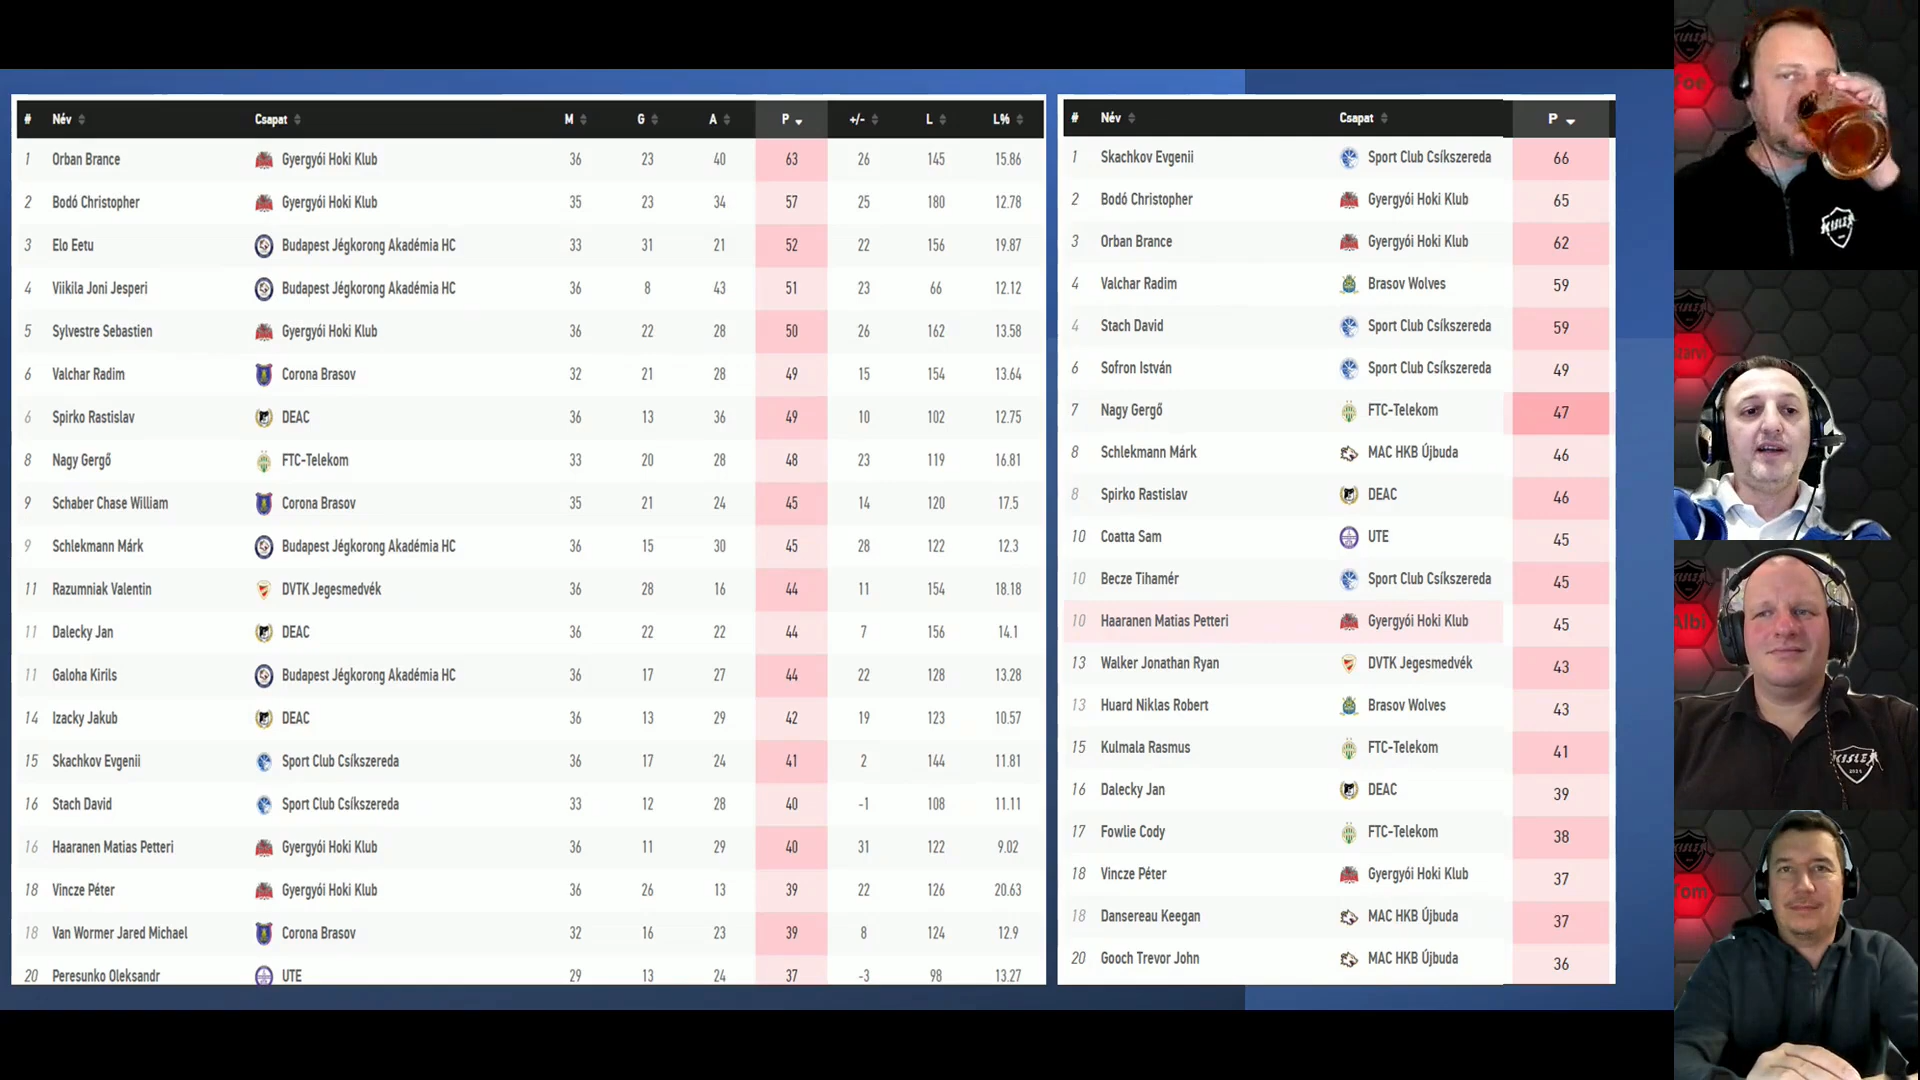 # Név Csapat M G A P +/- L L%
1 Orban Brance Gyergyói Hoki Klub 36 23 40 63 26 145 15.86
2 Bodó Christopher Gyergyói Hoki Klub 35 23 34 57 25 180 12.78
3 Elo Eetu Budapest Jégkorong Akadémia HC 33 31 21 52 22 156 19.87
4 Viikila Joni Jesperi Budapest Jégkorong Akadémia HC 36 8 43 51 23 66 12.12
5 Sylvestre Sebastien Gyergyói Hoki Klub 36 22 28 50 26 162 13.58
6 Valchar Radim Corona Brasov 32 21 28 49 15 154 13.64
6 Spirko Rastislav DEAC 36 13 36 49 10 102 12.75
8 Nagy Gergő FTC-Telekom 33 20 28 48 23 119 16.81
9 Schaber Chase William Corona Brasov 35 21 24 45 14 120 17.5
9 Schlekmann Márk Budapest Jégkorong Akadémia HC 36 15 30 45 28 122 12.3
11 Razumniak Valentin DVTK Jegesmedvék 36 28 16 44 11 154 18.18
11 Dalecky Jan DEAC 36 22 22 44 7 156 14.1
11 Galoha Kirils Budapest Jégkorong Akadémia HC 36 17 27 44 22 128 13.28
14 Izacky Jakub DEAC 36 13 29 42 19 123 10.57
15 Skachkov Evgenii Sport Club Csíkszereda 36 17 24 41 2 144 11.81
16 Stach David Sport Club Csíkszereda 33 12 28 40 -1 108 11.11
16 Haaranen Matias Petteri Gyergyói Hoki Klub 36 11 29 40 31 122 9.02
18 Vincze Péter Gyergyói Hoki Klub 36 26 13 39 22 126 20.63
18 Van Wormer Jared Michael Corona Brasov 32 16 23 39 8 124 12.9
20 Peresunko Oleksandr UTE 29 13 24 37 -3 98 13.27
# Név Csapat P
1 Skachkov Evgenii Sport Club Csíkszereda 66
2 Bodó Christopher Gyergyói Hoki Klub 65
3 Orban Brance Gyergyói Hoki Klub 62
4 Valchar Radim Brasov Wolves 59
4 Stach David Sport Club Csíkszereda 59
6 Sofron István Sport Club Csíkszereda 49
7 Nagy Gergő FTC-Telekom 47
8 Schlekmann Márk MAC HKB Újbuda 46
8 Spirko Rastislav DEAC 46
10 Coatta Sam UTE 45
10 Becze Tihamér Sport Club Csíkszereda 45
10 Haaranen Matias Petteri Gyergyói Hoki Klub 45
13 Walker Jonathan Ryan DVTK Jegesmedvék 43
13 Huard Niklas Robert Brasov Wolves 43
15 Kulmala Rasmus FTC-Telekom 41
16 Dalecky Jan DEAC 39
17 Fowlie Cody FTC-Telekom 38
18 Vincze Péter Gyergyói Hoki Klub 37
18 Dansereau Keegan MAC HKB Újbuda 37
20 Gooch Trevor John MAC HKB Újbuda 36
KISLER
KISLER